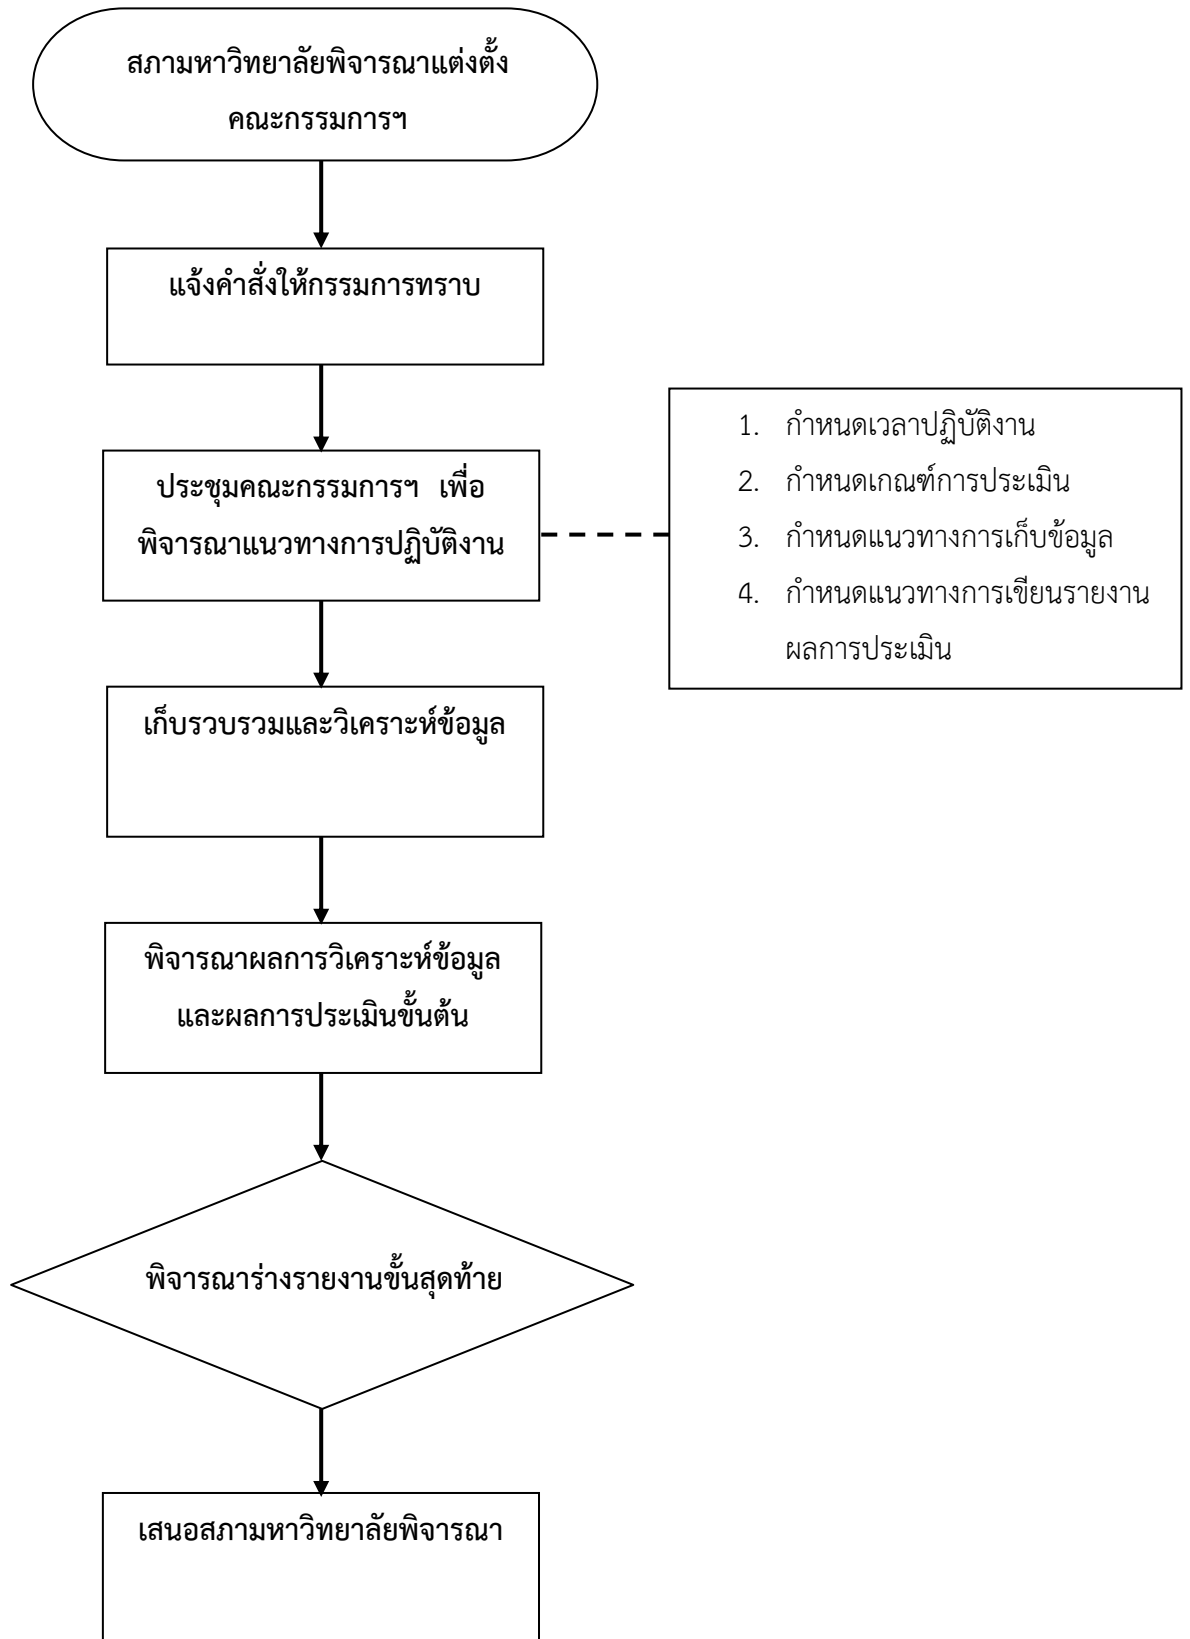 สภามหาวิทยาลัยพิจารณาแต่งตั้ง
คณะกรรมการฯ
แจ้งคำสั่งให้กรรมการทราบ
ประชุมคณะกรรมการฯ เพื่อ
พิจารณาแนวทางการปฏิบัติงาน
1. กำหนดเวลาปฏิบัติงาน
2. กำหนดเกณฑ์การประเมิน
3. กำหนดแนวทางการเก็บข้อมูล
4. กำหนดแนวทางการเขียนรายงาน
ผลการประเมิน
เก็บรวบรวมและวิเคราะห์ข้อมูล
พิจารณาผลการวิเคราะห์ข้อมูล
และผลการประเมินขั้นต้น
พิจารณาร่างรายงานขั้นสุดท้าย
เสนอสภามหาวิทยาลัยพิจารณา